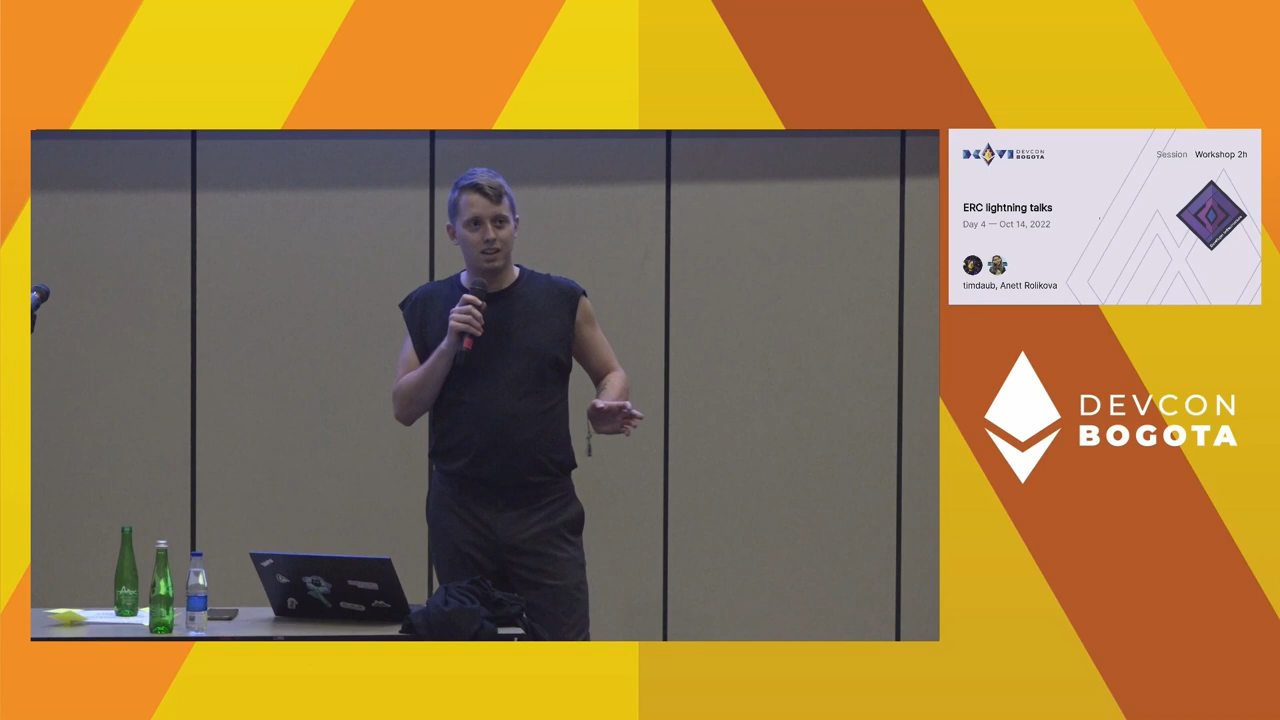 DEVCON
BOGOTA
Session Workshop 2h
ERC lightning talks
Day 4 — Oct 14, 2022
timdaub, Anett Rolikova
DEVCON
BOGOTA